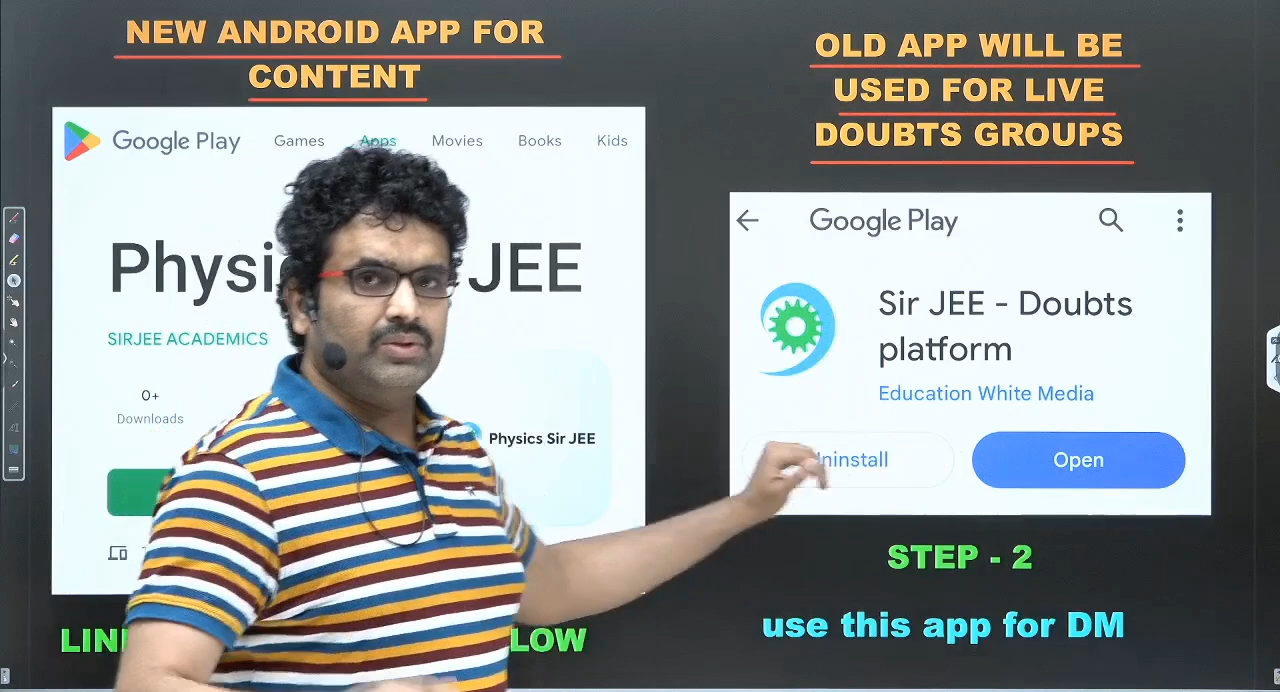 NEW ANDROID APP FOR
CONTENT
Google Play
Games Apps Movies Books Kids
JEE
SIRJEE ACADEMICS
0+
Downloads
Physics Sir JEE
OLD APP WILL BE
USED FOR LIVE
DOUBTS GROUPS
Google Play
Sir JEE - Doubts
platform
Education White Media
Open
STEP - 2
use this app for DM